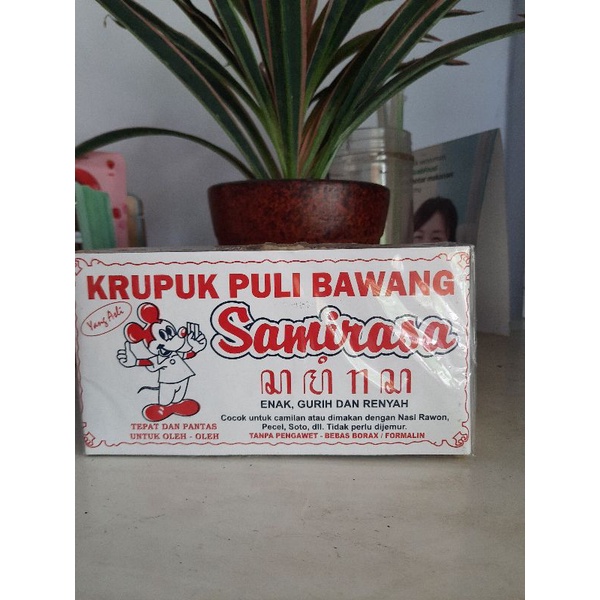 KRUPUK PULI BAWANG
Yang Asli
Samirasa
ꦱꦩꦶꦫꦱ
ENAK, GURIH DAN RENYAH
Cocok untuk camilan atau dimakan dengan Nasi Rawon,
Pecel, Soto, dll. Tidak perlu dijemur.
TANPA PENGAWET - BEBAS BORAX / FORMALIN
TEPAT DAN PANTAS
UNTUK OLEH - OLEH